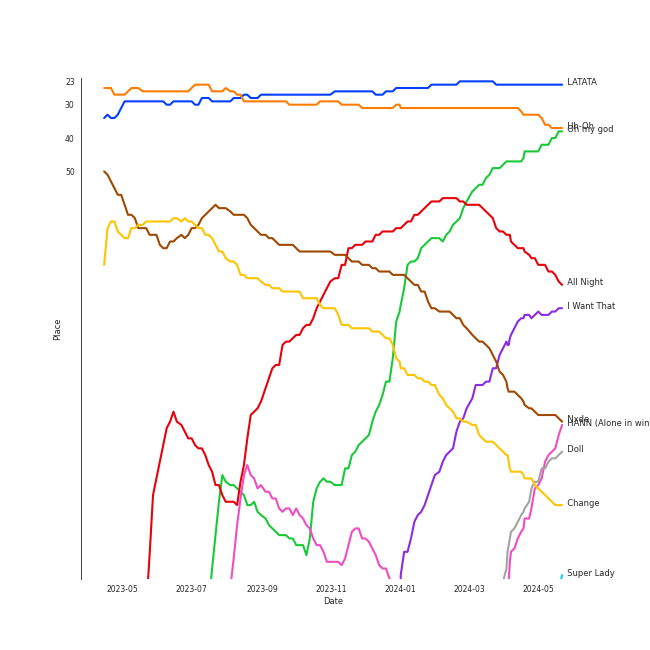 23
30
40
50
Place
LATATA
Uh-Oh
Oh my god
All Night
I Want That
Nxde
HANN (Alone in win
Doll
Change
Super Lady
2023-05
2023-07
2023-09
2023-11
2024-01
2024-03
2024-05
Date